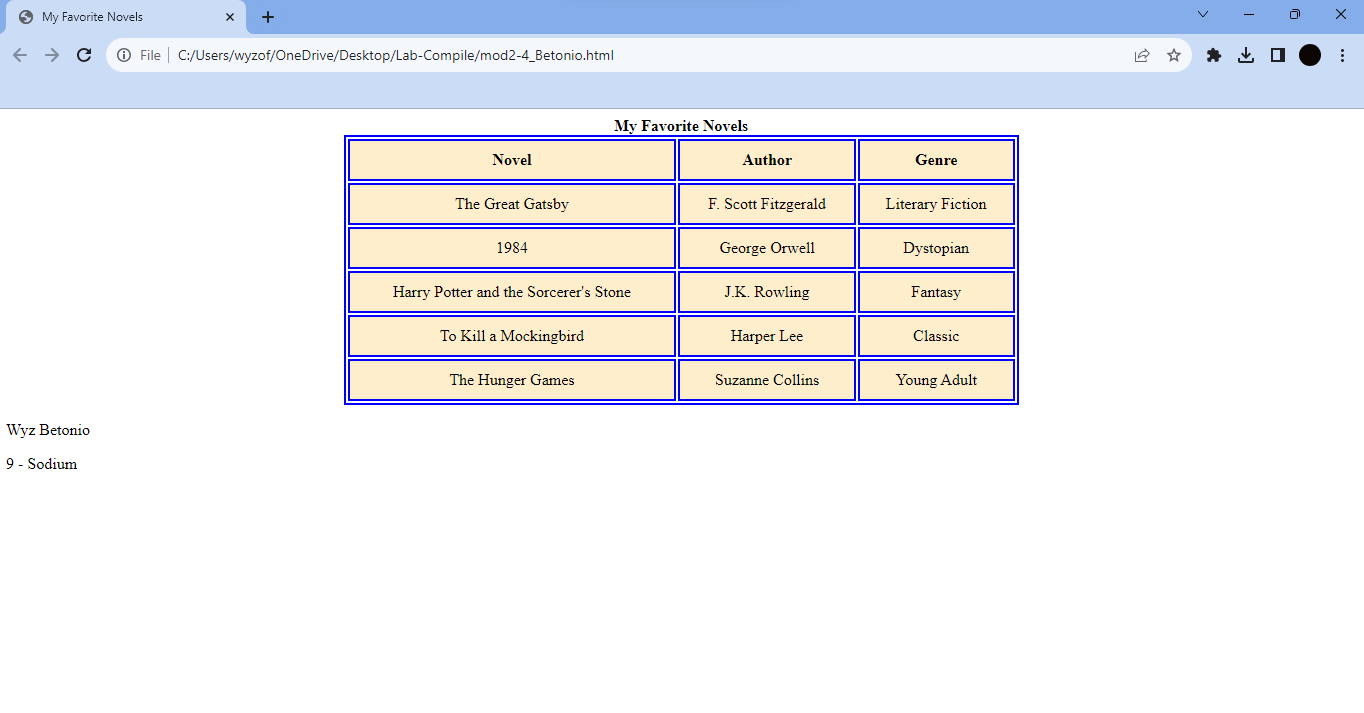 My Favorite Novels
File C:/Users/wyzof/OneDrive/Desktop/Lab-Compile/mod2-4_Betonio.html
My Favorite Novels
Novel Author Genre
The Great Gatsby F. Scott Fitzgerald Literary Fiction
1984 George Orwell Dystopian
Harry Potter and the Sorcerer's Stone J.K. Rowling Fantasy
To Kill a Mockingbird Harper Lee Classic
The Hunger Games Suzanne Collins Young Adult
Wyz Betonio
9 - Sodium